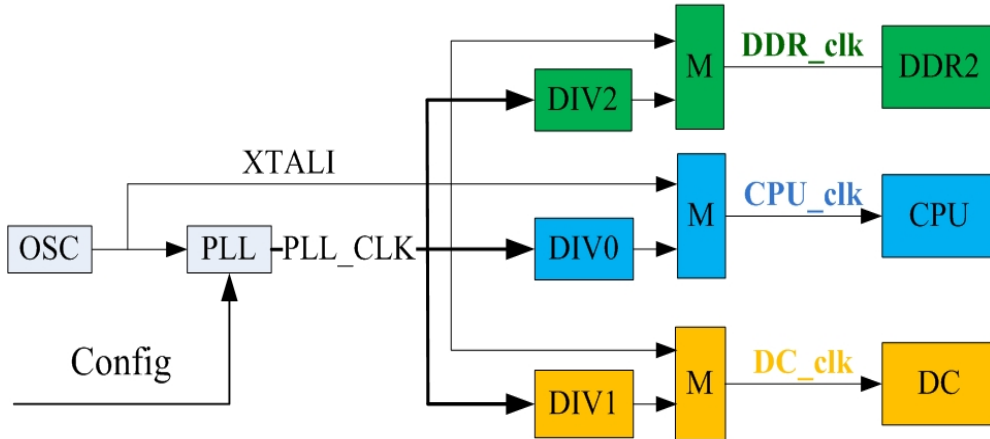 DDR_clk
M
DDR2
DIV2
XTALI
CPU_clk
M
CPU
OSC
PLL
PLL_CLK
DIV0
Config
DC_clk
M
DC
DIV1